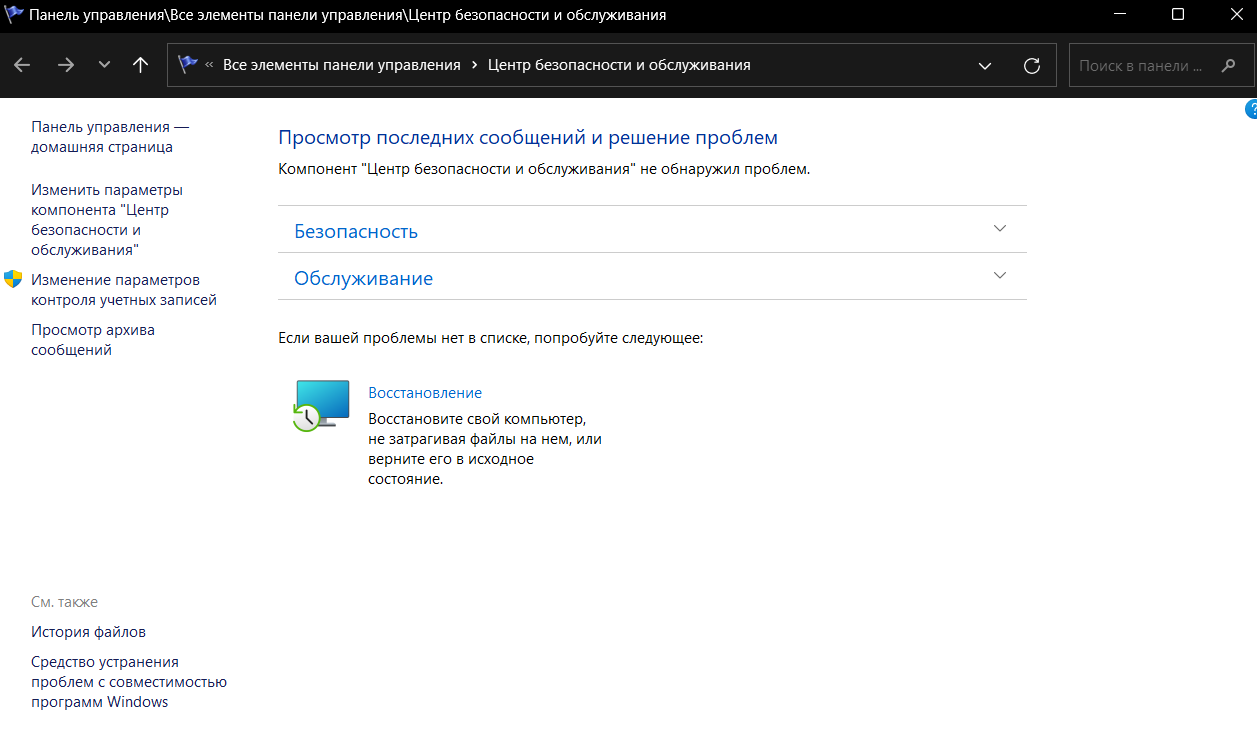 Панель управления\Все элементы панели управления\Центр безопасности и обслуживания
« Все элементы панели управления › Центр безопасности и обслуживания
Поиск в панели ...
Панель управления —
домашняя страница
Изменить параметры
компонента "Центр
безопасности и
обслуживания"
Изменение параметров
контроля учетных записей
Просмотр архива
сообщений
Просмотр последних сообщений и решение проблем
Компонент "Центр безопасности и обслуживания" не обнаружил проблем.
Безопасность
Обслуживание
Если вашей проблемы нет в списке, попробуйте следующее:
Восстановление
Восстановите свой компьютер,
не затрагивая файлы на нем, или
верните его в исходное
состояние.
См. также
История файлов
Средство устранения
проблем с совместимостью
программ Windows